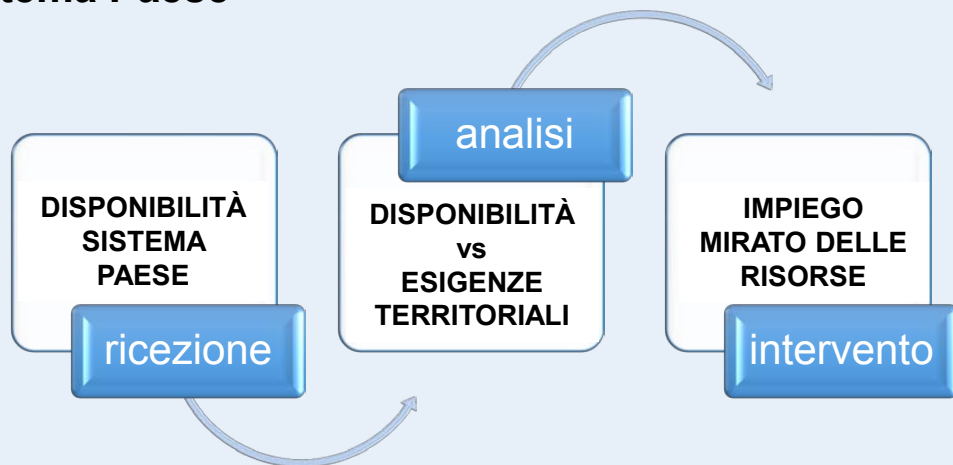 DISPONIBILITÀ
SISTEMA
PAESE
ricezione
analisi
DISPONIBILITÀ
vs
ESIGENZE
TERRITORIALI
IMPIEGO
MIRATO DELLE
RISORSE
intervento